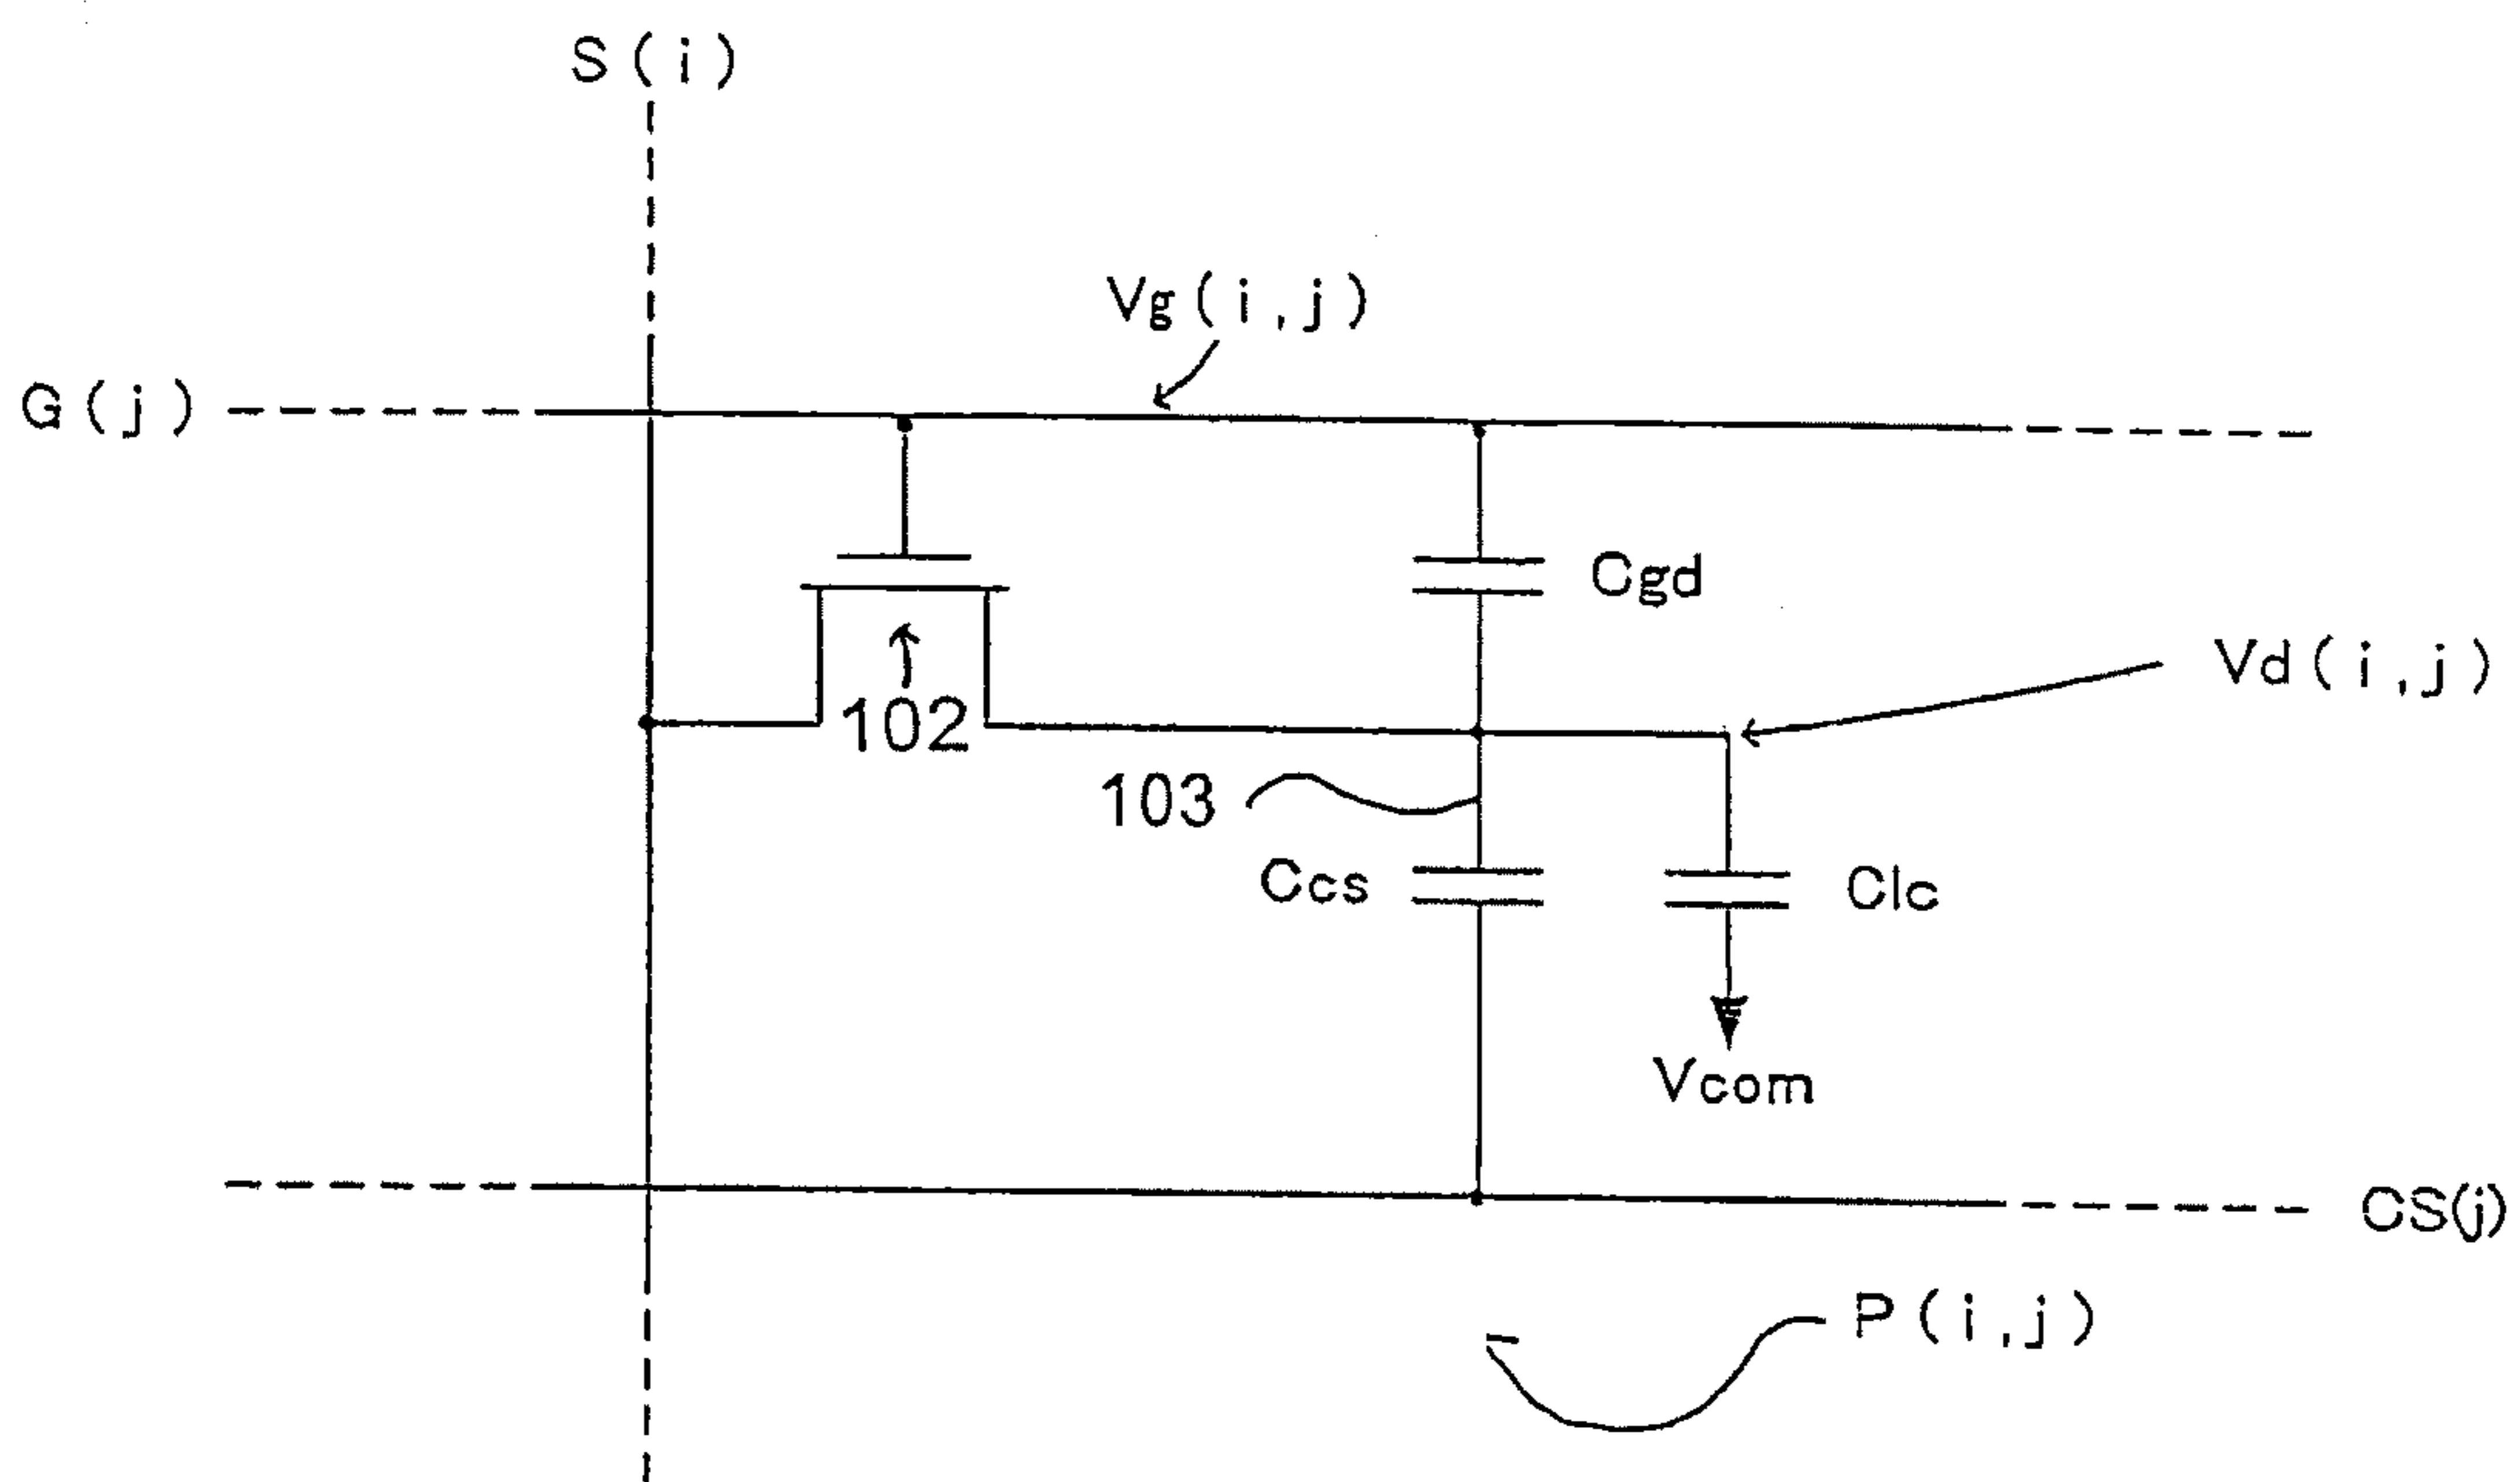 S(i)
Vg(i,j)
G(j)
Cgd
Vd(i,j)
102
103
Ccs
Clc
Vcom
CS(j)
P(i,j)